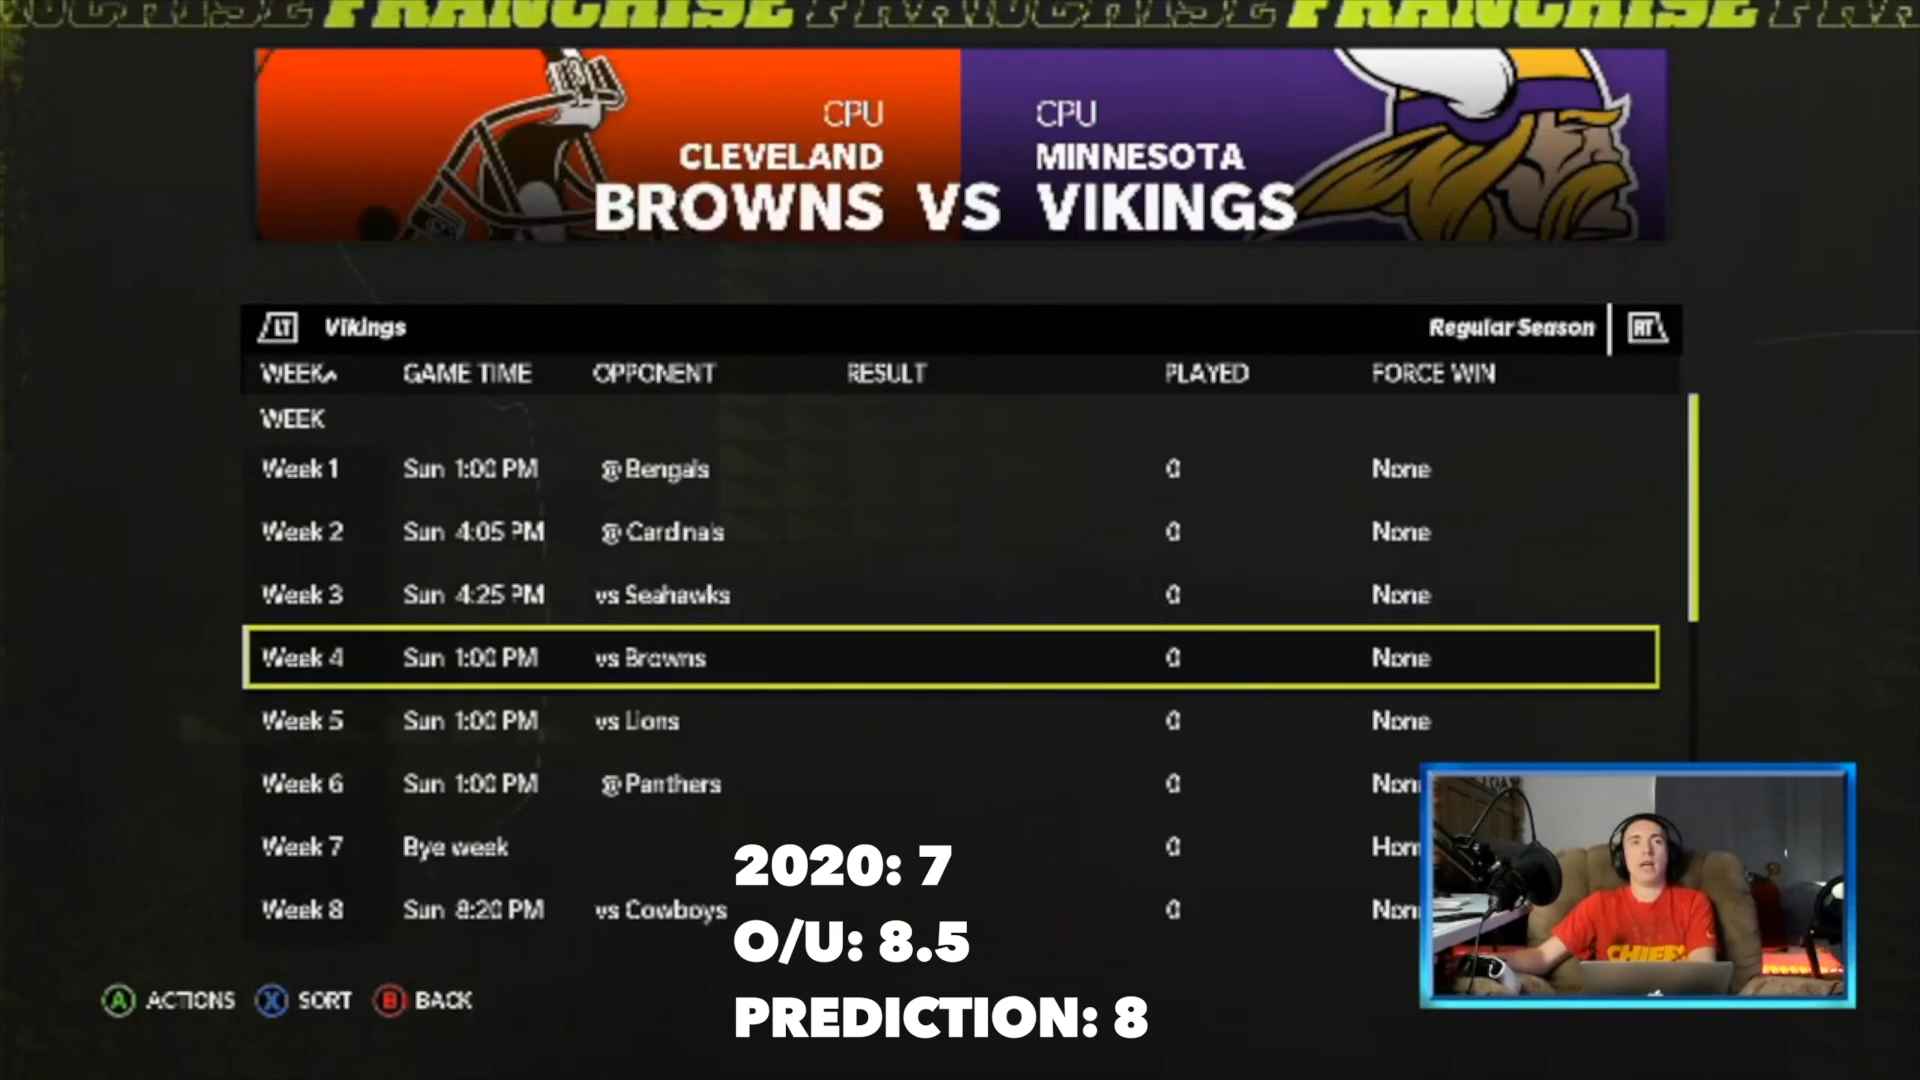 FRANCHISE FRANCHISE FRANCHISE FRA
CPU
CLEVELAND
BROWNS VS VIKINGS
CPU
MINNESOTA
LT Vikings Regular Season RT
WEEK GAME TIME OPPONENT RESULT PLAYED FORCE WIN
WEEK
Week 1 Sun 1:00 PM @ Bengals 0 None
Week 2 Sun 4:05 PM @ Cardinals 0 None
Week 3 Sun 4:25 PM vs Seahawks 0 None
Week 4 Sun 1:00 PM vs Browns 0 None
Week 5 Sun 1:00 PM vs Lions 0 None
Week 6 Sun 1:00 PM @ Panthers 0 Non
Week 7 Bye week 0 Hom
Week 8 Sun 8:20 PM vs Cowboys 0 Non
2020: 7
O/U: 8.5
PREDICTION: 8
A ACTIONS X SORT B BACK
CHIEFS